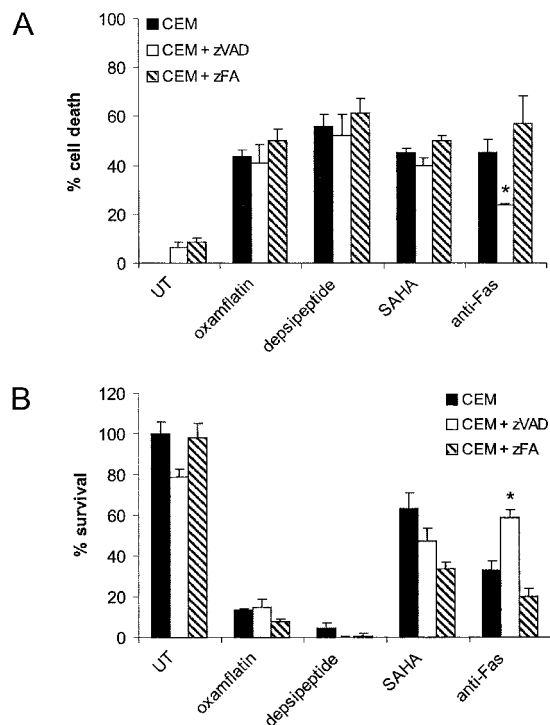 A
CEM
CEM + zVAD
CEM + zFA
% cell death
100
80
60
40
20
0
*
UT
oxamflatin
depsipeptide
SAHA
anti-Fas
B
CEM
CEM + zVAD
CEM + zFA
% survival
120
100
80
60
40
20
0
*
UT
oxamflatin
depsipeptide
SAHA
anti-Fas